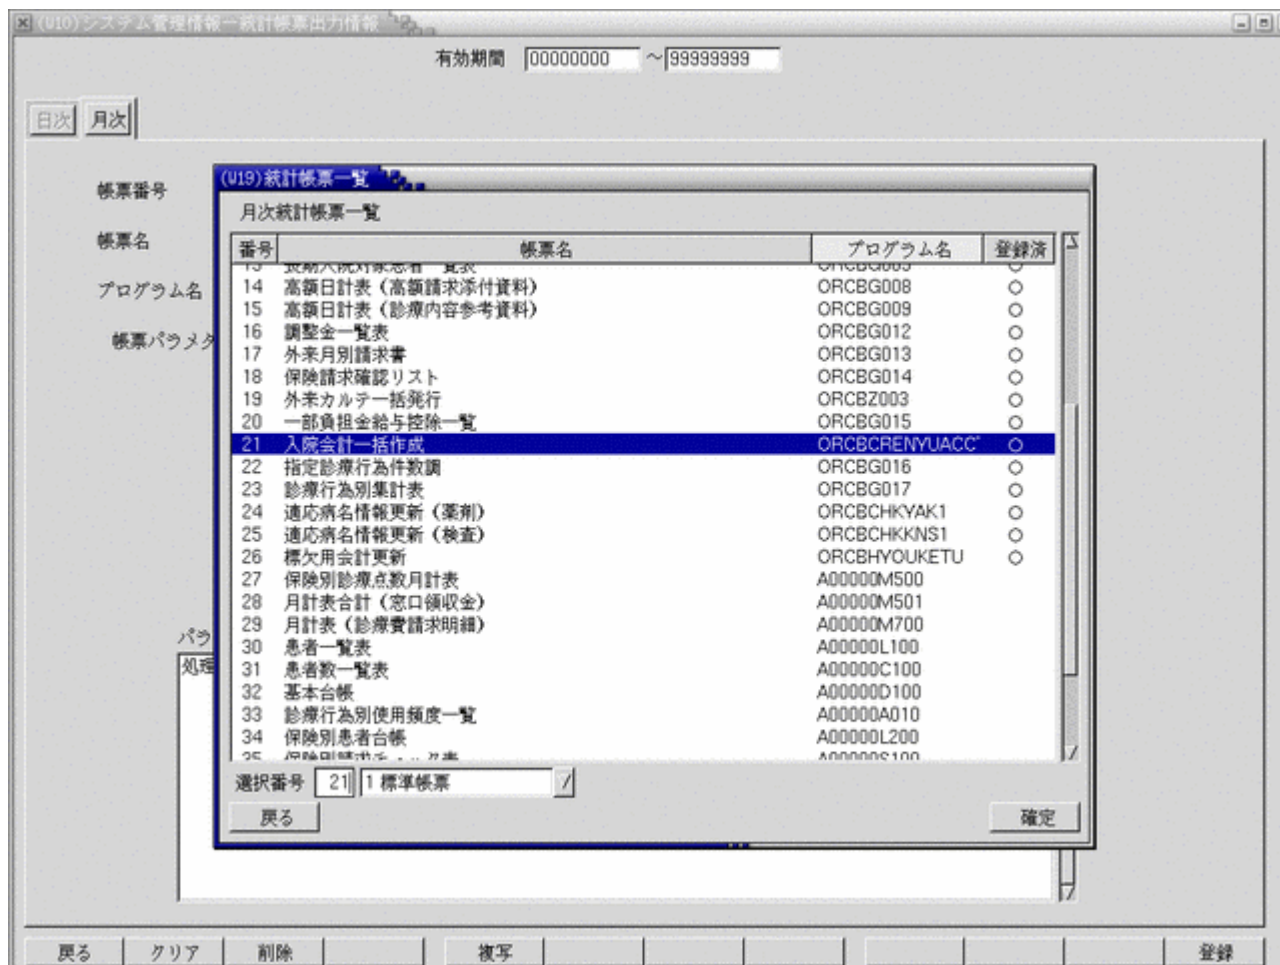 (U10)システム管理情報－統計帳票出力情報
有効期間 00000000 ～ 99999999
日次 月次
帳票番号
帳票名
プログラム名
帳票パラメタ
(U19)統計帳票一覧
月次統計帳票一覧
番号 帳票名 プログラム名 登録済
14 高額日計表（高額請求添付資料） ORCBG008 ○
15 高額日計表（診療内容参考資料） ORCBG009 ○
16 調整金一覧表 ORCBG012 ○
17 外来月別請求書 ORCBG013 ○
18 保険請求確認リスト ORCBG014 ○
19 外来カルテ一括発行 ORCBZ003 ○
20 一部負担金給与控除一覧 ORCBG015 ○
21 入院会計一括作成 ORCBCRENYUACC ○
22 指定診療行為件数調 ORCBG016 ○
23 診療行為別集計表 ORCBG017 ○
24 適応病名情報更新（薬剤） ORCBCHKYAK1 ○
25 適応病名情報更新（検査） ORCBCHKKNS1 ○
26 標欠用会計更新 ORCBHYOUKETU ○
27 保険別診療点数月計表 A00000M500
28 月計表合計（窓口領収金） A00000M501
29 月計表（診療費請求明細） A00000M700
30 患者一覧表 A00000L100
31 患者数一覧表 A00000C100
32 基本台帳 A00000D100
33 診療行為別使用頻度一覧 A00000A010
34 保険別患者台帳 A00000L200
パラ
処理
選択番号 21 1 標準帳票
戻る 確定
戻る クリア 削除 複写 登録